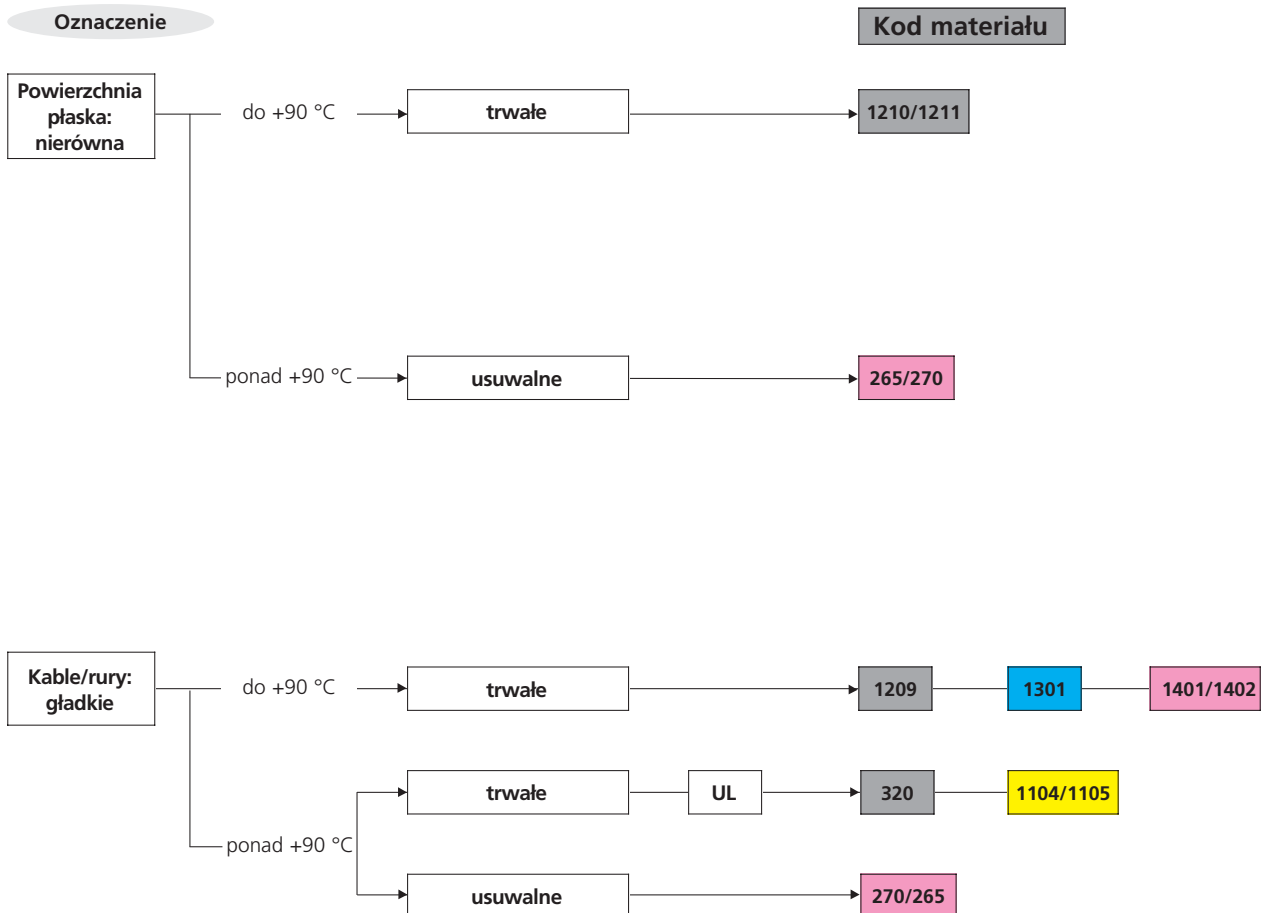 Oznaczenie
Kod materiału
Powierzchnia
płaska:
nierówna
do +90 °C
trwałe
1210/1211
ponad +90 °C
usuwalne
265/270
Kable/rury:
gładkie
do +90 °C
trwałe
1209
1301
1401/1402
ponad +90 °C
trwałe
UL
320
1104/1105
usuwalne
270/265